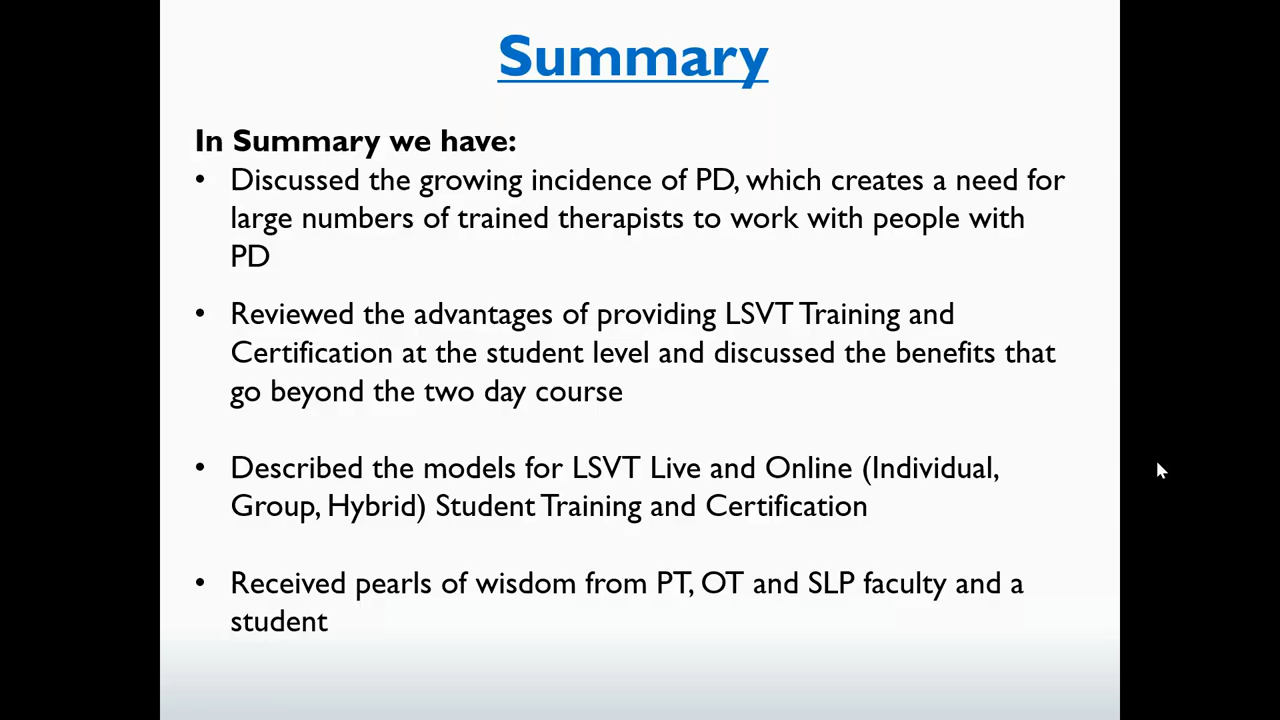 Summary
In Summary we have:
• Discussed the growing incidence of PD, which creates a need for
large numbers of trained therapists to work with people with
PD
• Reviewed the advantages of providing LSVT Training and
Certification at the student level and discussed the benefits that
go beyond the two day course
• Described the models for LSVT Live and Online (Individual,
Group, Hybrid) Student Training and Certification
• Received pearls of wisdom from PT, OT and SLP faculty and a
student